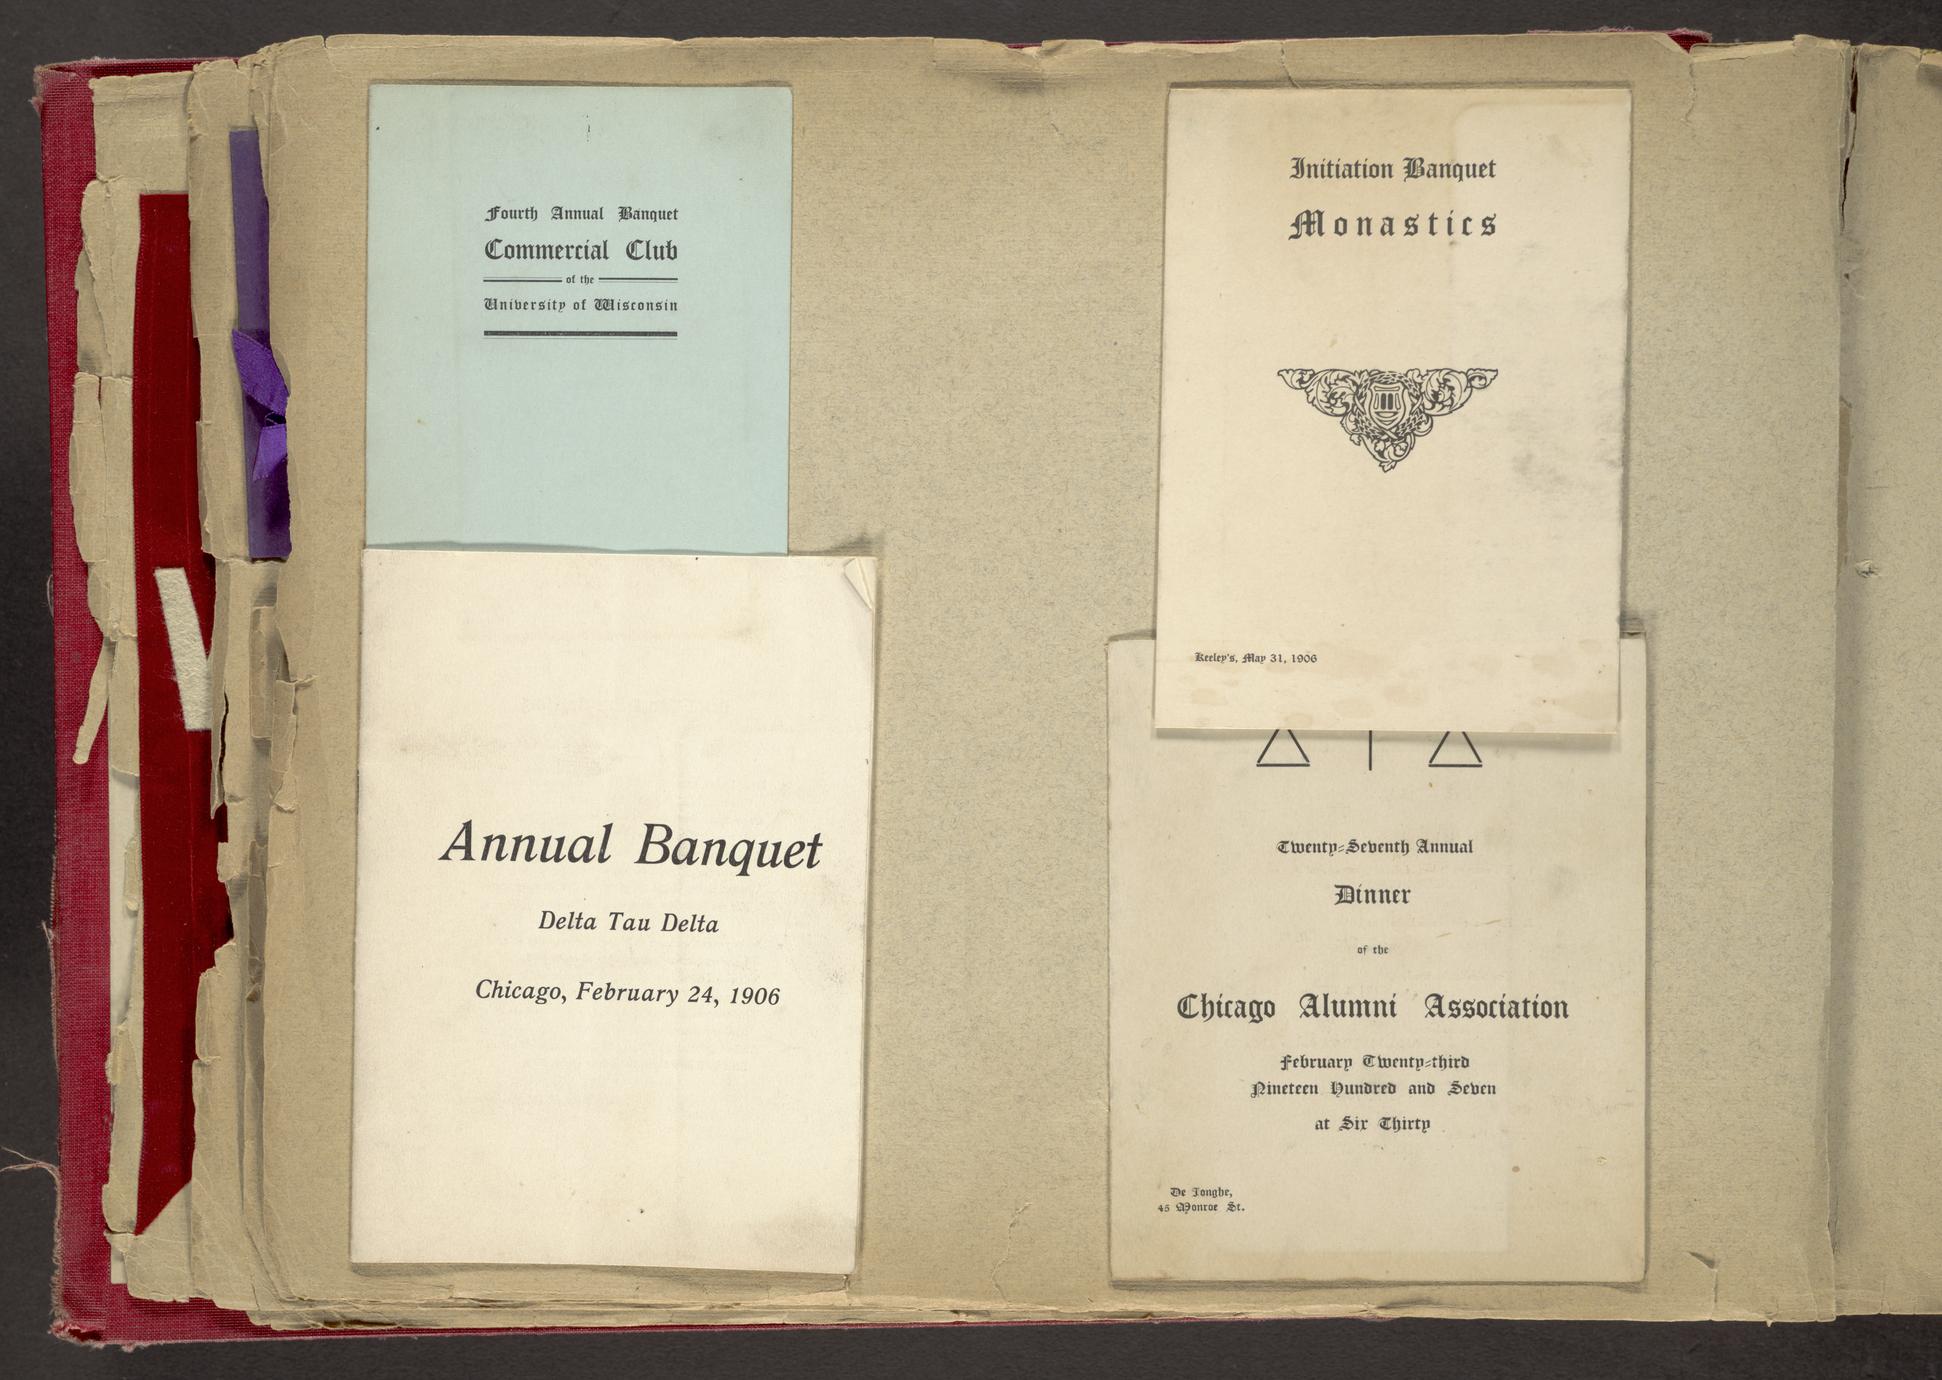 Fourth Annual Banquet
Commercial Club
of the
University of Wisconsin
Annual Banquet
Delta Tau Delta
Chicago, February 24, 1906
Initiation Banquet
Monastics
Keeley's, May 31, 1906
Δ Τ Δ
Twenty-Seventh Annual
Dinner
of the
Chicago Alumni Association
February Twenty-third
Nineteen Hundred and Seven
at Six Thirty
De Jonghe,
45 Monroe St.